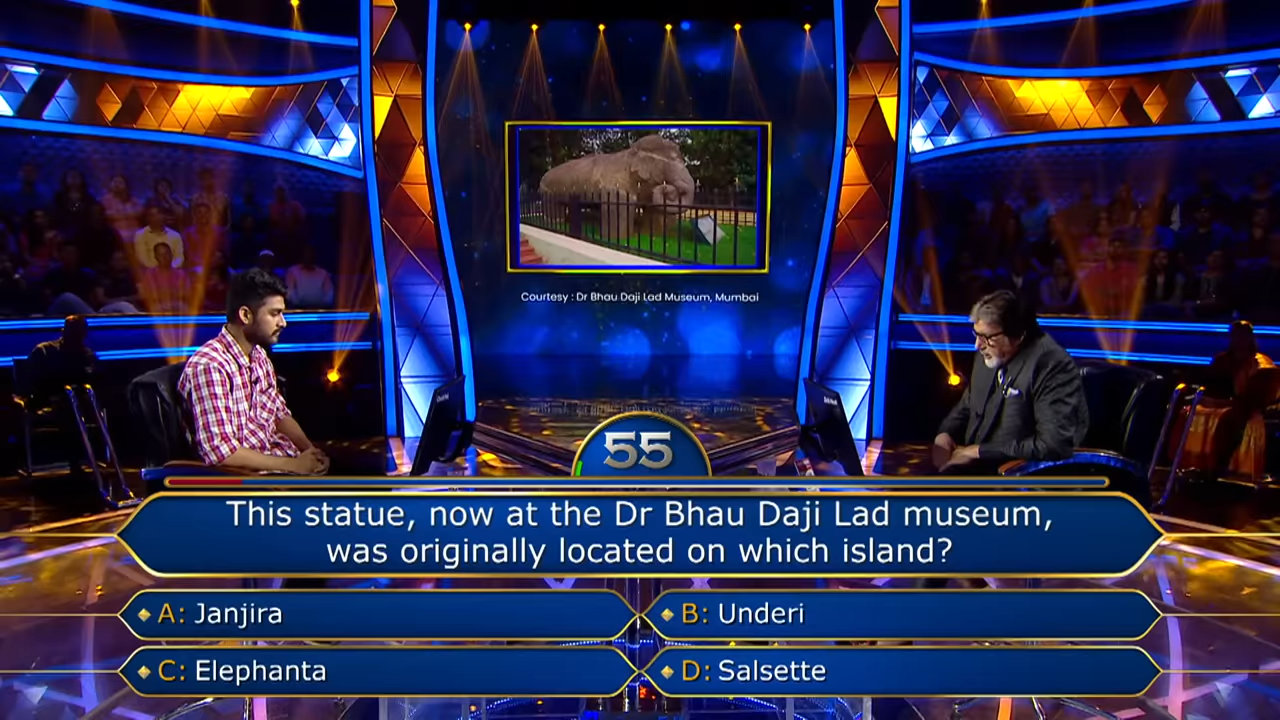 Courtesy : Dr Bhau Daji Lad Museum, Mumbai
55
This statue, now at the Dr Bhau Daji Lad museum,
was originally located on which island?
A: Janjira
B: Underi
C: Elephanta
D: Salsette